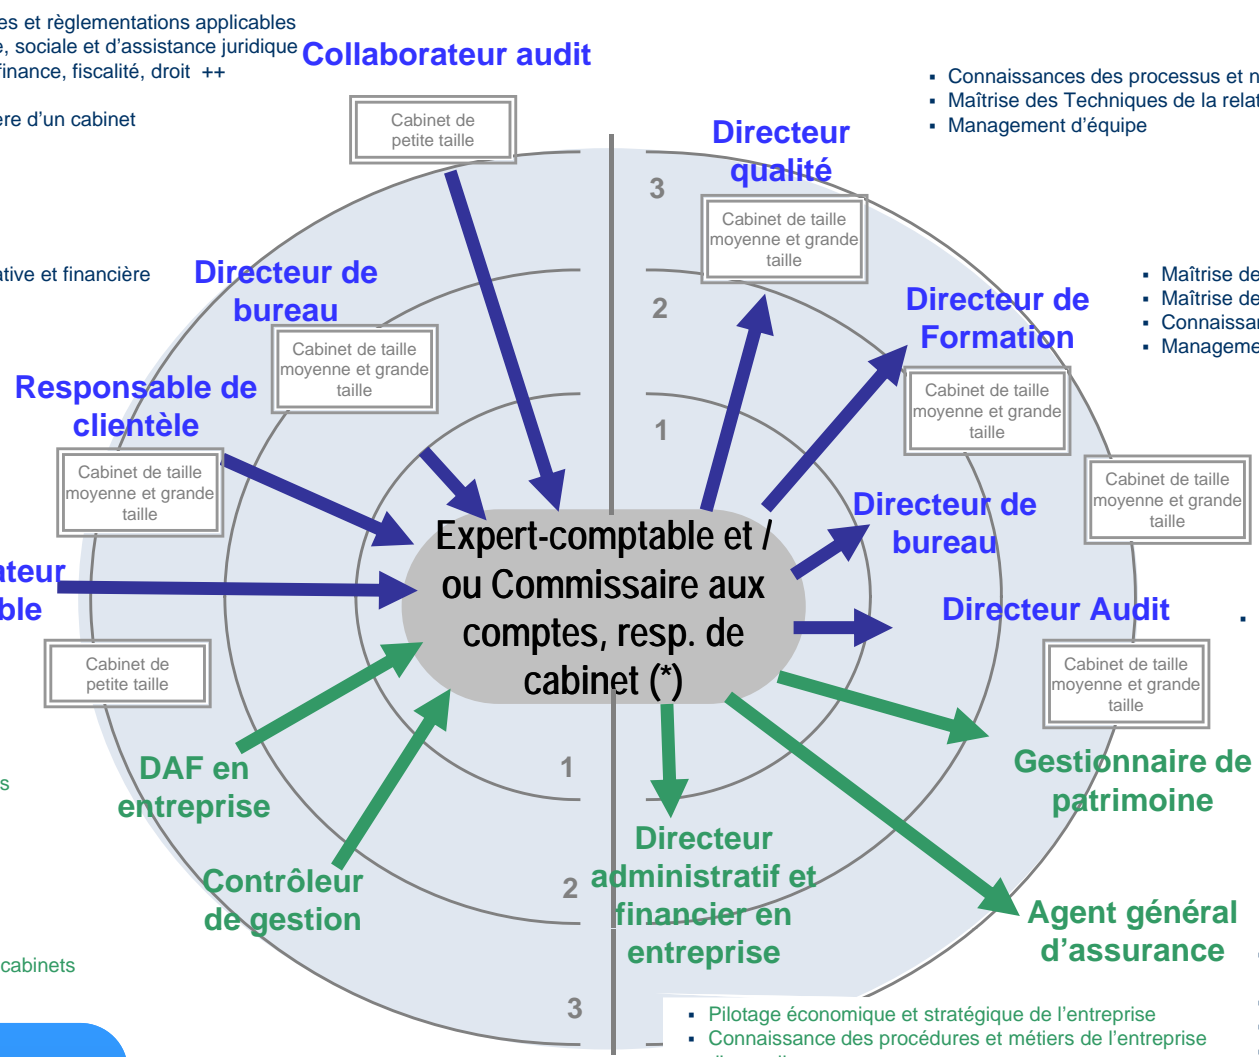 es et règlementations applicables
e, sociale et d'assistance juridique
finance, fiscalité, droit ++
ère d'un cabinet
Collaborateur audit
Cabinet de
petite taille
▪ Connaissances des processus et n
▪ Maîtrise des Techniques de la relat
▪ Management d'équipe
Directeur
qualité
Cabinet de taille
moyenne et grande
taille
3
2
1
ative et financière
Directeur de
bureau
Cabinet de taille
moyenne et grande
taille
Directeur de
Formation
Cabinet de taille
moyenne et grande
taille
▪ Maîtrise de
▪ Maîtrise de
▪ Connaissan
▪ Manageme
Responsable de
clientèle
Cabinet de taille
moyenne et grande
taille
Cabinet de taille
moyenne et grande
taille
Directeur de
bureau
Expert-comptable et /
ou Commissaire aux
comptes, resp. de
cabinet (*)
ateur
ble
Cabinet de
petite taille
Directeur Audit
▪
Cabinet de taille
moyenne et grande
taille
DAF en
entreprise
s
Contrôleur
de gestion
cabinets
1
2
3
Directeur
administratif et
financier en
entreprise
Gestionnaire de
patrimoine
Agent général
d'assurance
▪ Pilotage économique et stratégique de l'entreprise
▪ Connaissance des procédures et métiers de l'entreprise